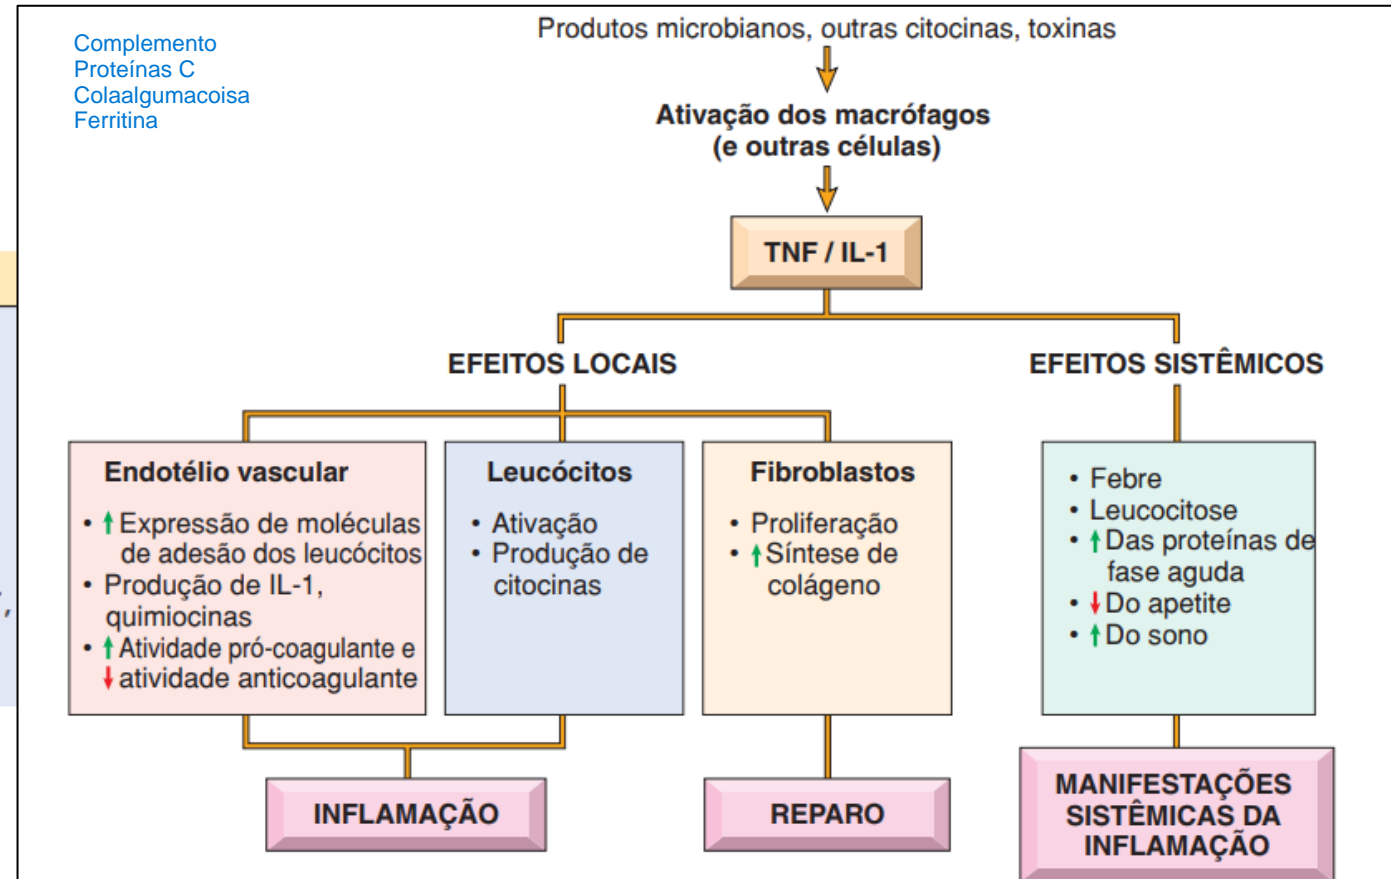 Complemento
Proteínas C
Colaalgumacoisa
Ferritina
Produtos microbianos, outras citocinas, toxinas
Ativação dos macrófagos
(e outras células)
TNF / IL-1
EFEITOS LOCAIS
EFEITOS SISTÊMICOS
Endotélio vascular
• ↑ Expressão de moléculas
de adesão dos leucócitos
• Produção de IL-1,
quimiocinas
• ↑ Atividade pró-coagulante e
↓ atividade anticoagulante
Leucócitos
• Ativação
• Produção de
citocinas
Fibroblastos
• Proliferação
• ↑ Síntese de
colágeno
• Febre
• Leucocitose
• ↑ Das proteínas de
fase aguda
• ↓ Do apetite
• ↑ Do sono
INFLAMAÇÃO
REPARO
MANIFESTAÇÕES
SISTÊMICAS DA
INFLAMAÇÃO